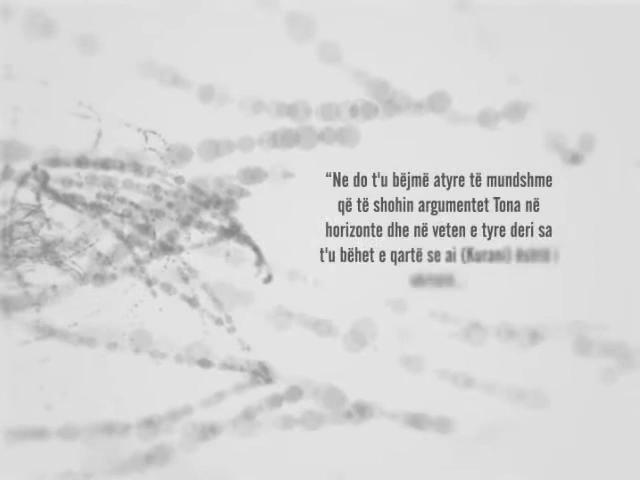 “Ne do t'u bëjmë atyre të mundshme
që të shohin argumentet Tona në
horizonte dhe në veten e tyre deri sa
t'u bëhet e qartë se ai (Kurani)